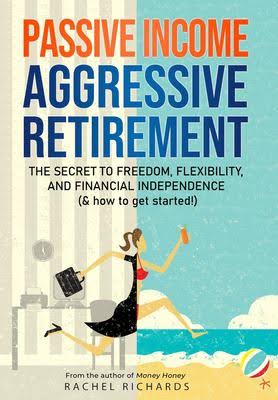 PASSIVE INCOME
AGGRESSIVE
RETIREMENT
THE SECRET TO FREEDOM, FLEXIBILITY,
AND FINANCIAL INDEPENDENCE
(& how to get started!)
From the author of Money Honey
RACHEL RICHARDS